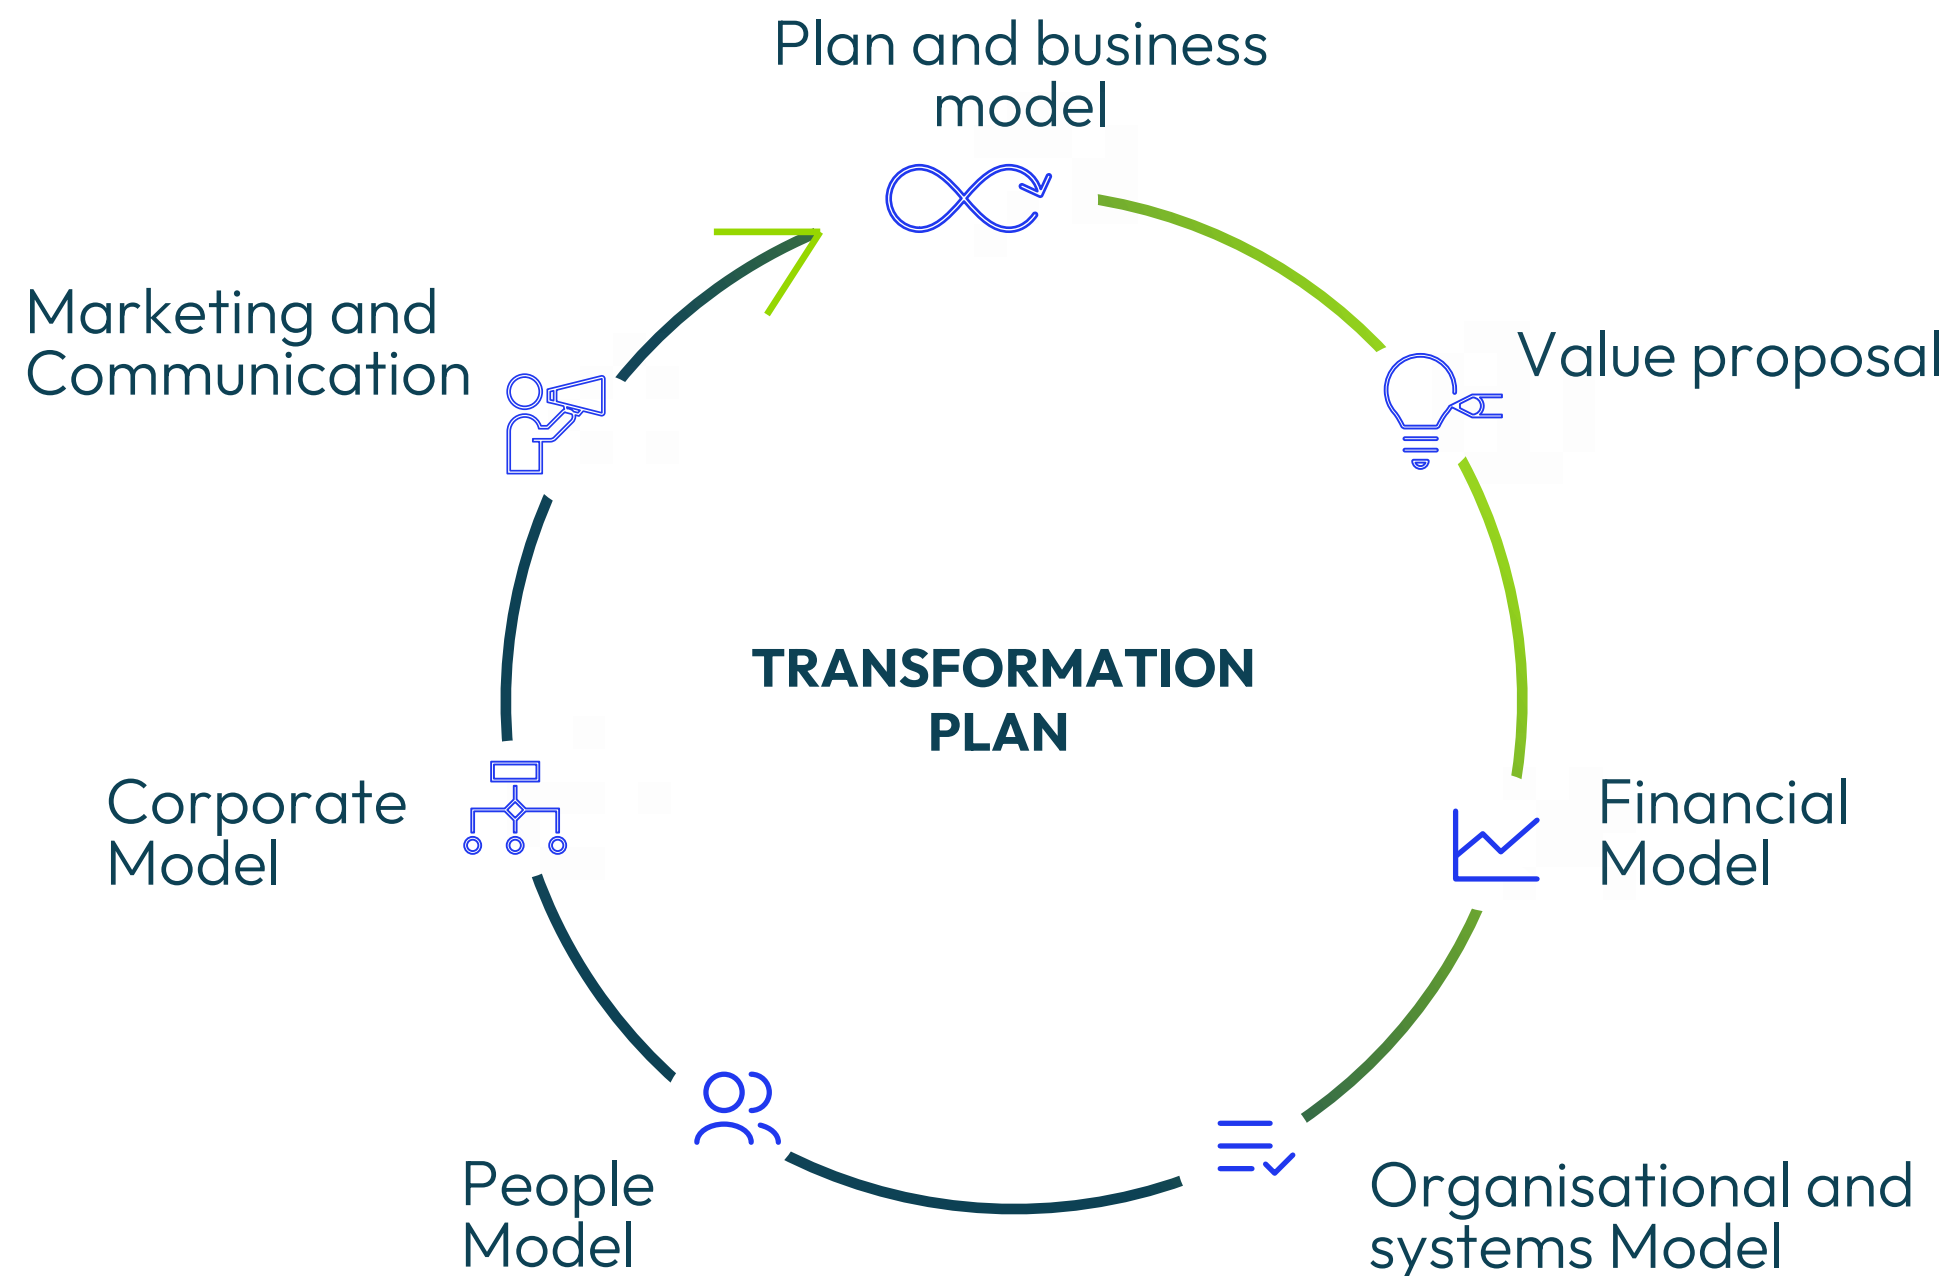 Plan and business
model
Value proposal
Financial
Model
Organisational and
systems Model
People
Model
Corporate
Model
Marketing and
Communication
TRANSFORMATION
PLAN